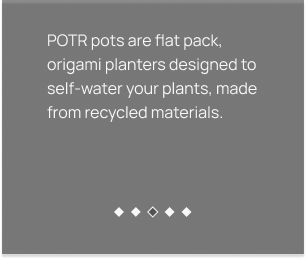 POTR pots are flat pack,
origami planters designed to
self-water your plants, made
from recycled materials.